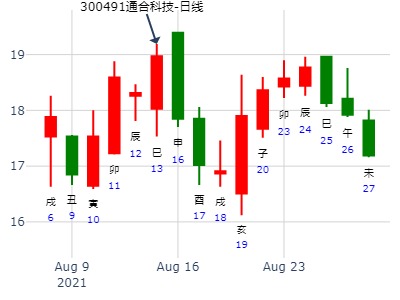 300491通合科技-日线
19
18
17
16
戌
6
丑
9
寅
10
卯
11
辰
12
巳
13
申
16
酉
17
戌
18
亥
19
子
20
卯
23
辰
24
巳
25
午
26
未
27
Aug 9
2021
Aug 16
Aug 23